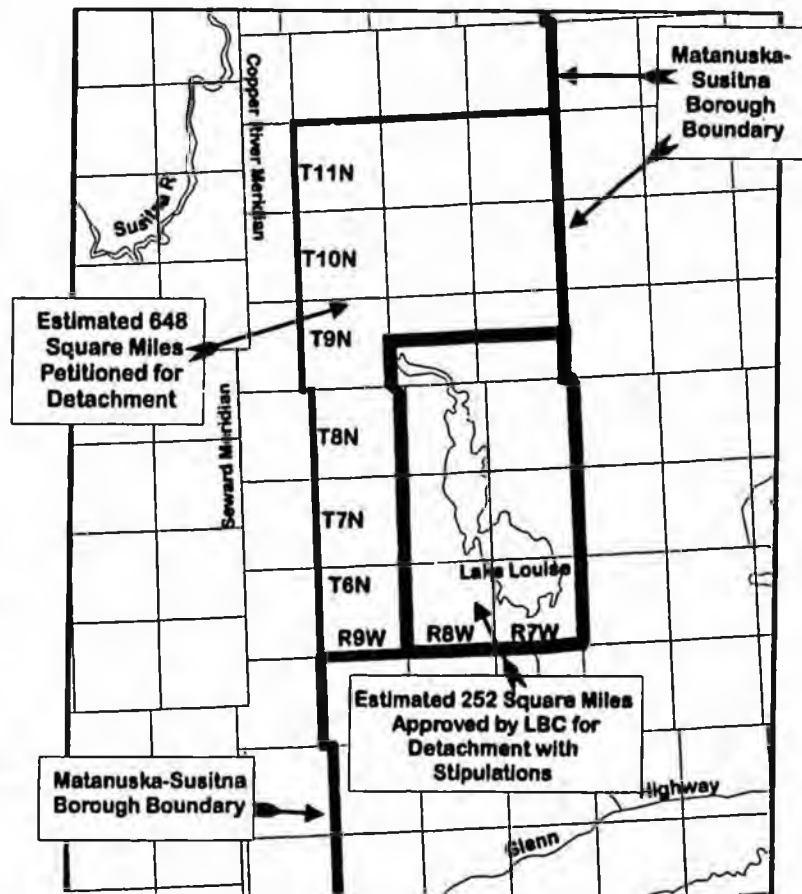 Copper River Meridian
Matanuska-
Susitna
Borough
Boundary
Susitna R
T11N
T10N
Estimated 648
Square Miles
Petitioned for
Detachment
T9N
Seward Meridian
T8N
T7N
T6N
Lake Louise
R9W
R8W
R7W
Estimated 252 Square Miles
Approved by LBC for
Detachment with
Stipulations
Matanuska-Susitna
Borough Boundary
Glenn Highway